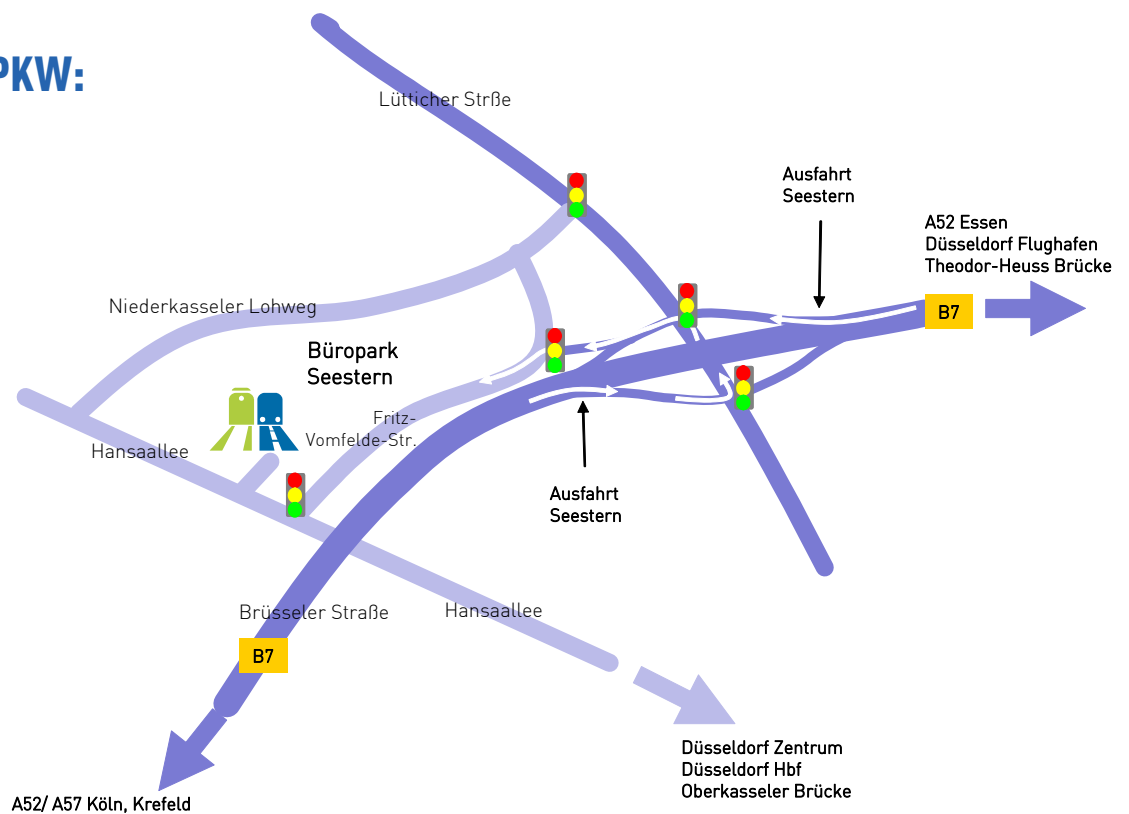 PKW:
Lütticher Strße
Ausfahrt
Seestern
A52 Essen
Düsseldorf Flughafen
Theodor-Heuss Brücke
B7
Niederkasseler Lohweg
Büropark
Seestern
Fritz-
Vomfelde-Str.
Hansaallee
Ausfahrt
Seestern
Brüsseler Straße
Hansaallee
B7
Düsseldorf Zentrum
Düsseldorf Hbf
Oberkasseler Brücke
A52/ A57 Köln, Krefeld